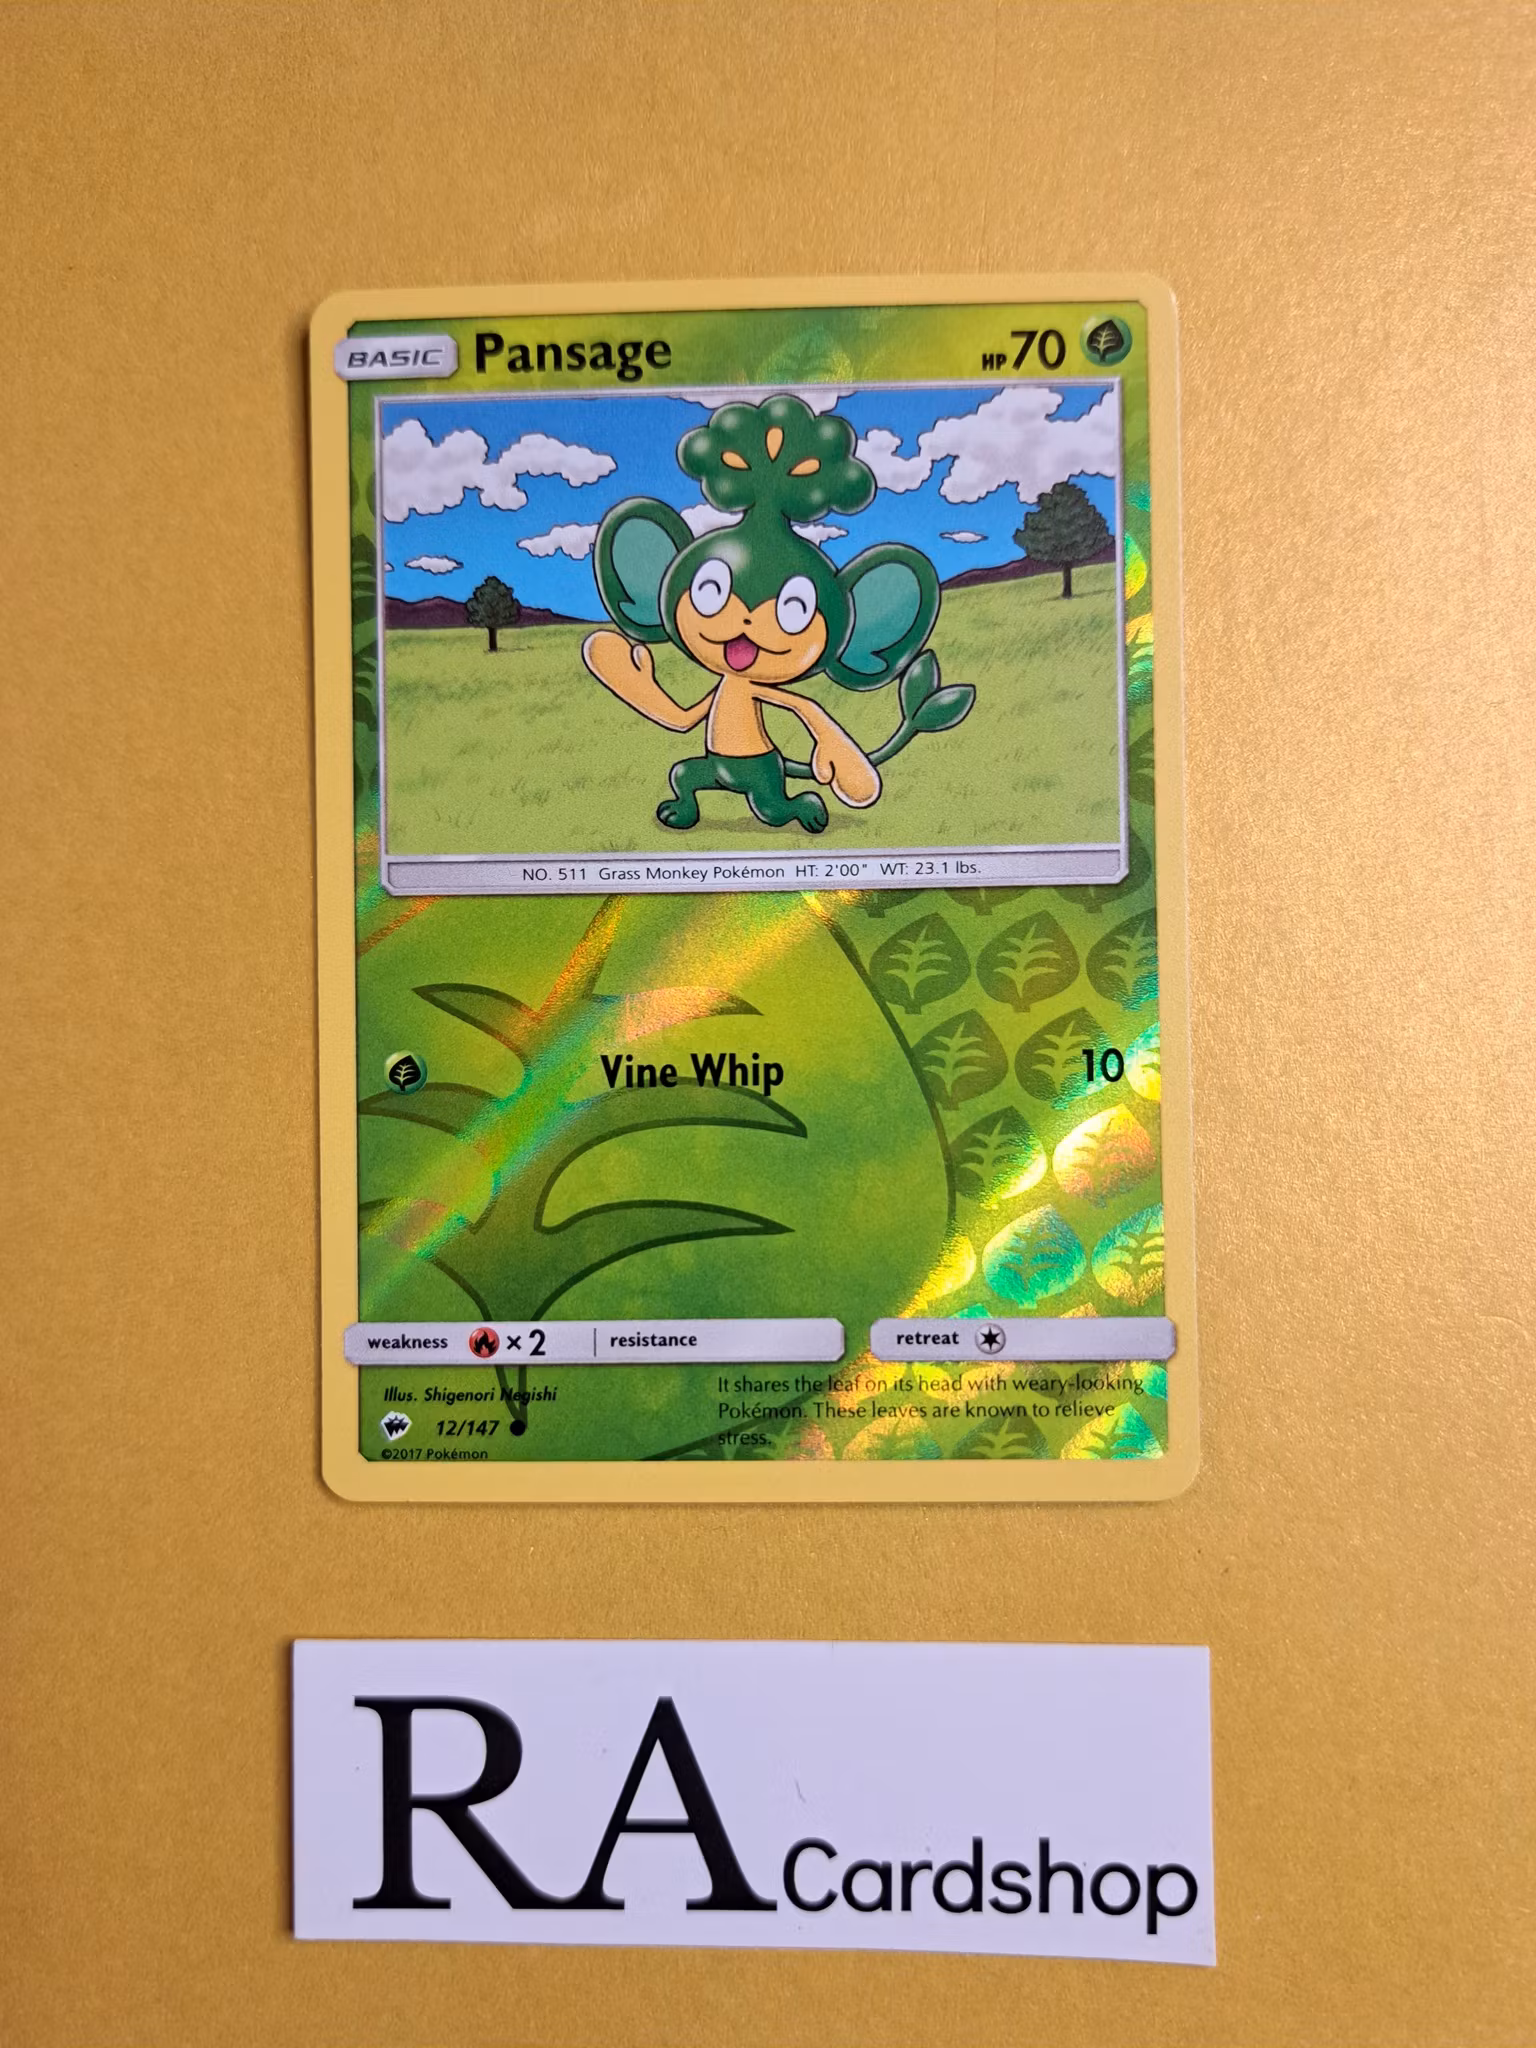 BASIC Pansage HP 70
NO. 511 Grass Monkey Pokémon HT: 2'00" WT: 23.1 lbs.
Vine Whip 10
weakness × 2 resistance retreat
Illus. Shigenori Negishi
12/147
©2017 Pokémon
It shares the leaf on its head with weary-looking
Pokémon. These leaves are known to relieve
stress.
RA Cardshop